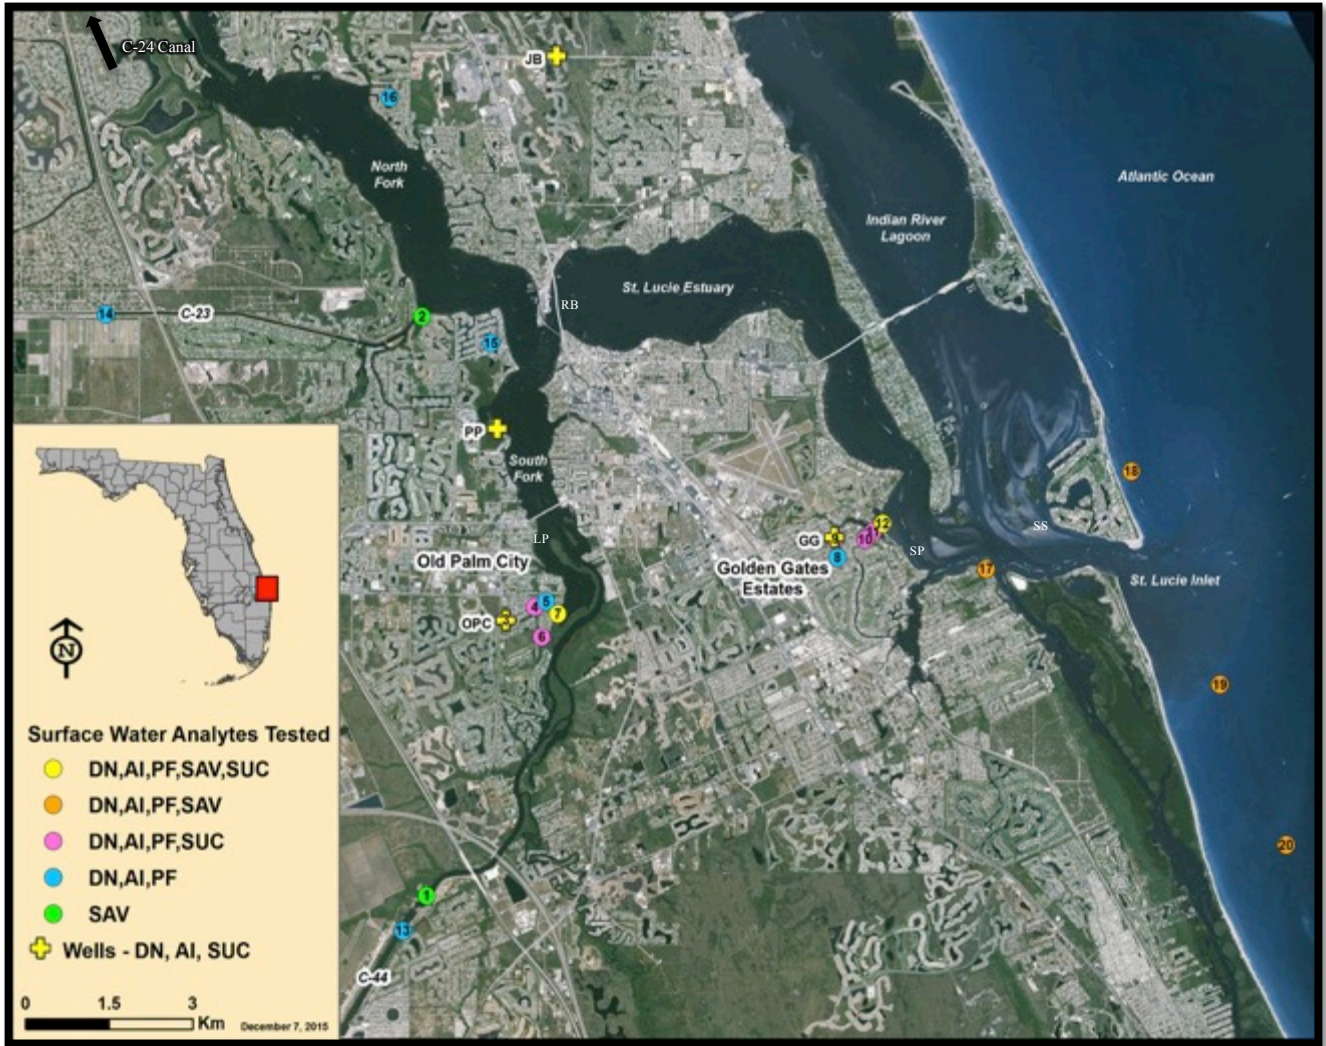 C-24 Canal
JB
16
North
Fork
Atlantic Ocean
Indian River
Lagoon
St. Lucie Estuary
RB
14
C-23
2
15
PP
South
Fork
18
SS
12
GG
9
10
8
SP
LP
Old Palm City
Golden Gates
Estates
17
St. Lucie Inlet
5
4
7
OPC
3
6
19
20
1
13
C-44
N
Surface Water Analytes Tested
DN,AI,PF,SAV,SUC
DN,AI,PF,SAV
DN,AI,PF,SUC
DN,AI,PF
SAV
Wells - DN, AI, SUC
0 1.5 3
Km
December 7, 2015